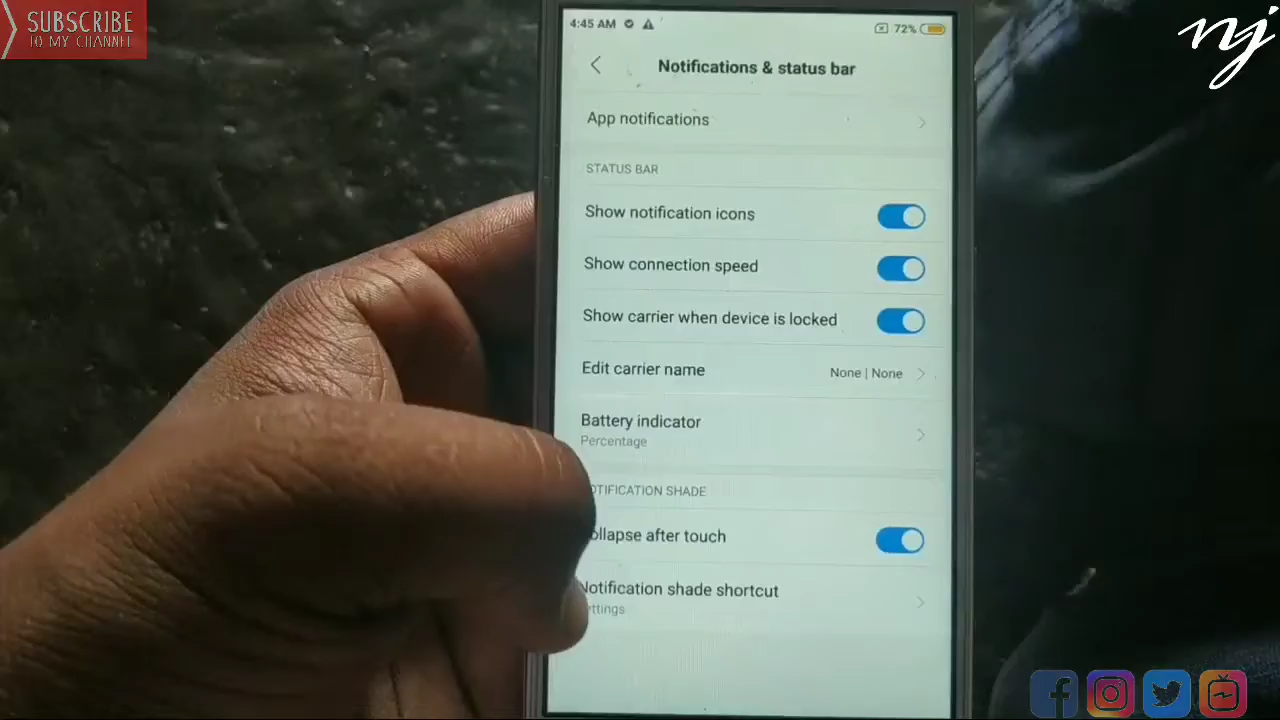 SUBSCRIBE
TO MY CHANNEL
nj
4:45 AM 72%
Notifications & status bar
App notifications
STATUS BAR
Show notification icons
Show connection speed
Show carrier when device is locked
Edit carrier name None | None
Battery indicator
Percentage
OTIFICATION SHADE
ollapse after touch
Notification shade shortcut
ettings